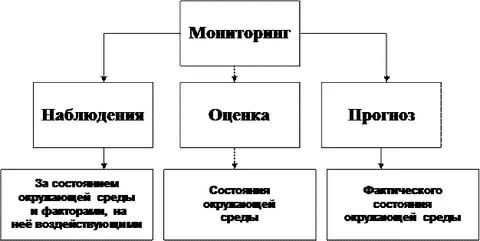 Мониторинг
Наблюдения
Оценка
Прогноз
За состоянием
окружающей среды
и факторами, на
неё воздействующими
Состояния
окружающей
среды
Фактического
состояния
окружающей среды